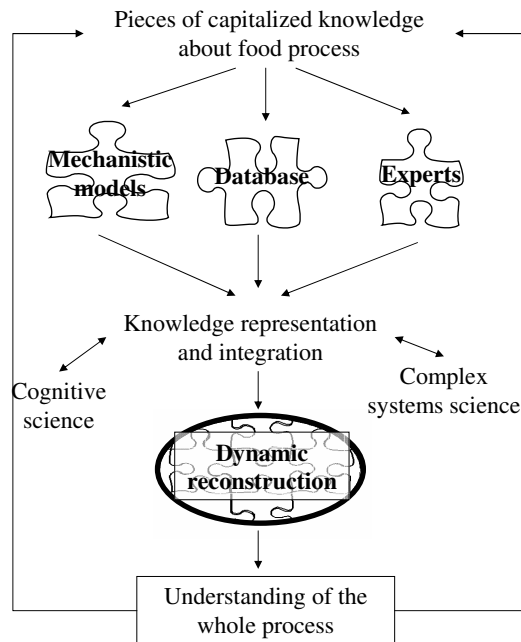 Pieces of capitalized knowledge
about food process
Mechanistic
models
Database
Experts
Knowledge representation
and integration
Cognitive
science
Complex
systems science
Dynamic
reconstruction
Understanding of the
whole process